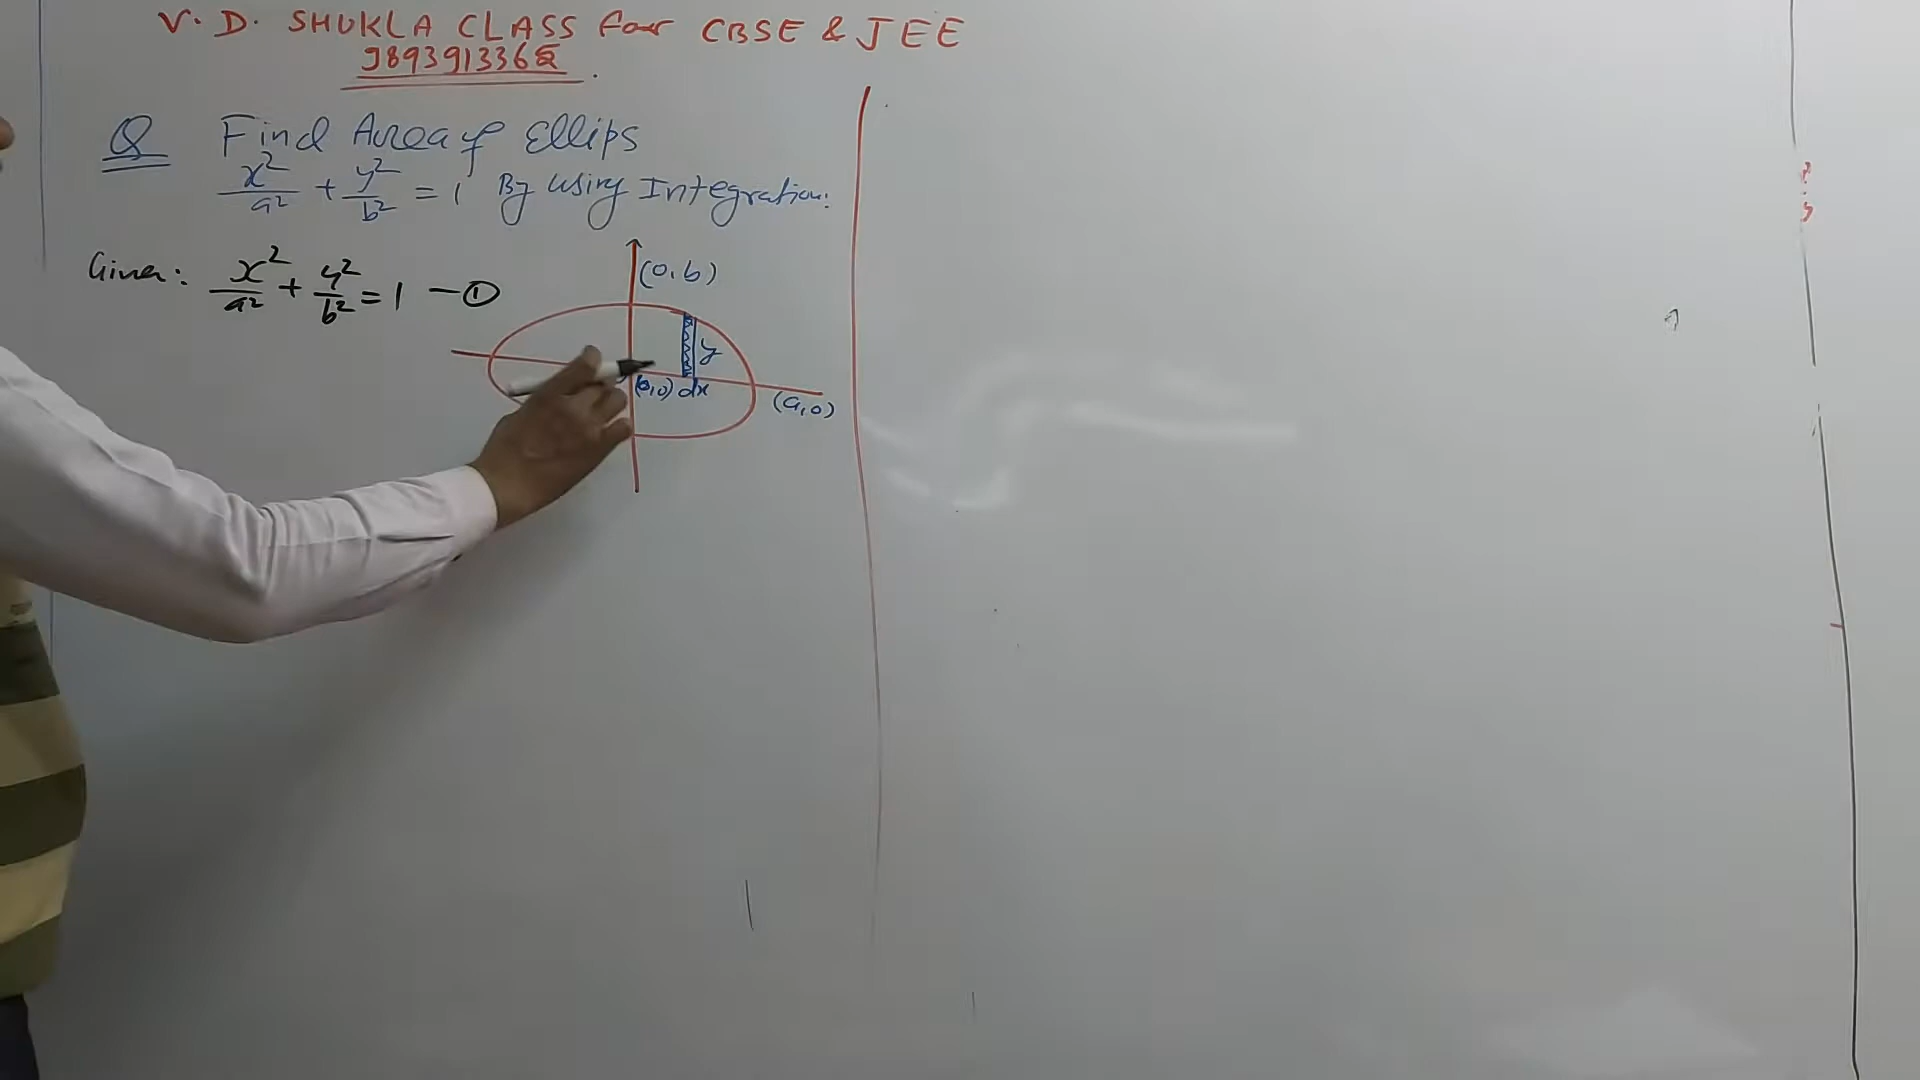 V. D. SHUKLA CLASS for CBSE & JEE
9893913362
Q Find Area of Ellips
x²/a² + y²/b² = 1 By using Integration.
Given: x²/a² + y²/b² = 1 — ①
(0,b)
y
(0,0) dx
(a,0)